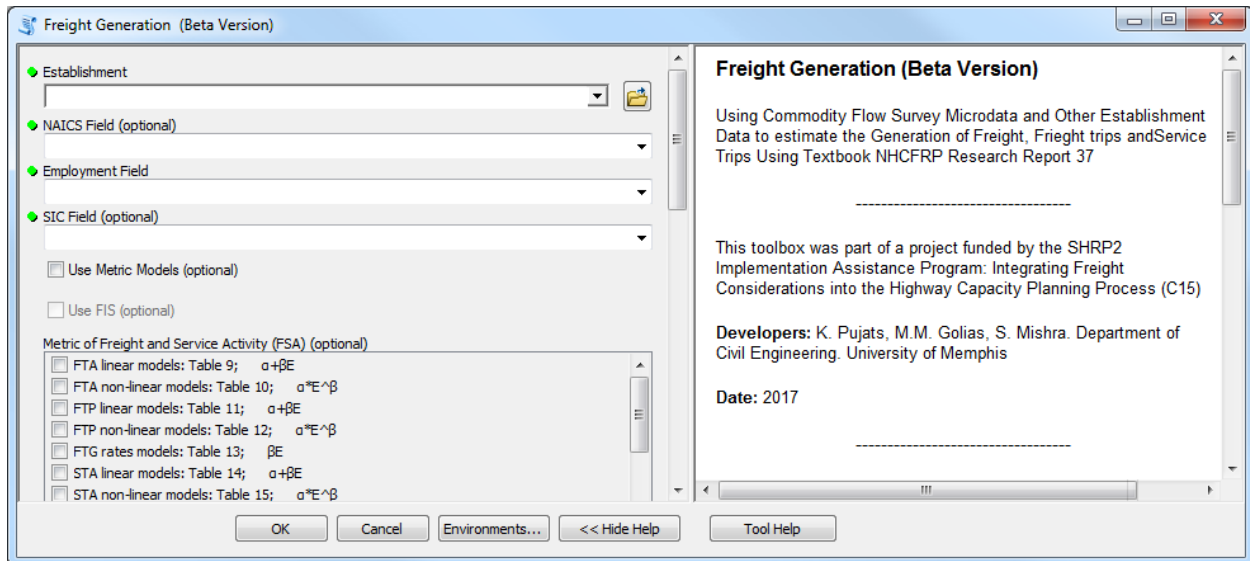 Freight Generation (Beta Version)
Establishment
NAICS Field (optional)
Employment Field
SIC Field (optional)
Use Metric Models (optional)
Use FIS (optional)
Metric of Freight and Service Activity (FSA) (optional)
FTA linear models: Table 9; α+βE
FTA non-linear models: Table 10; α*E^β
FTP linear models: Table 11; α+βE
FTP non-linear models: Table 12; α*E^β
FTG rates models: Table 13; βE
STA linear models: Table 14; α+βE
STA non-linear models: Table 15; α*E^β
Freight Generation (Beta Version)
Using Commodity Flow Survey Microdata and Other Establishment
Data to estimate the Generation of Freight, Frieght trips andService
Trips Using Textbook NHCFRP Research Report 37
----------------------------------
This toolbox was part of a project funded by the SHRP2
Implementation Assistance Program: Integrating Freight
Considerations into the Highway Capacity Planning Process (C15)
Developers: K. Pujats, M.M. Golias, S. Mishra. Department of
Civil Engineering. University of Memphis
Date: 2017
----------------------------------
OK
Cancel
Environments...
<< Hide Help
Tool Help